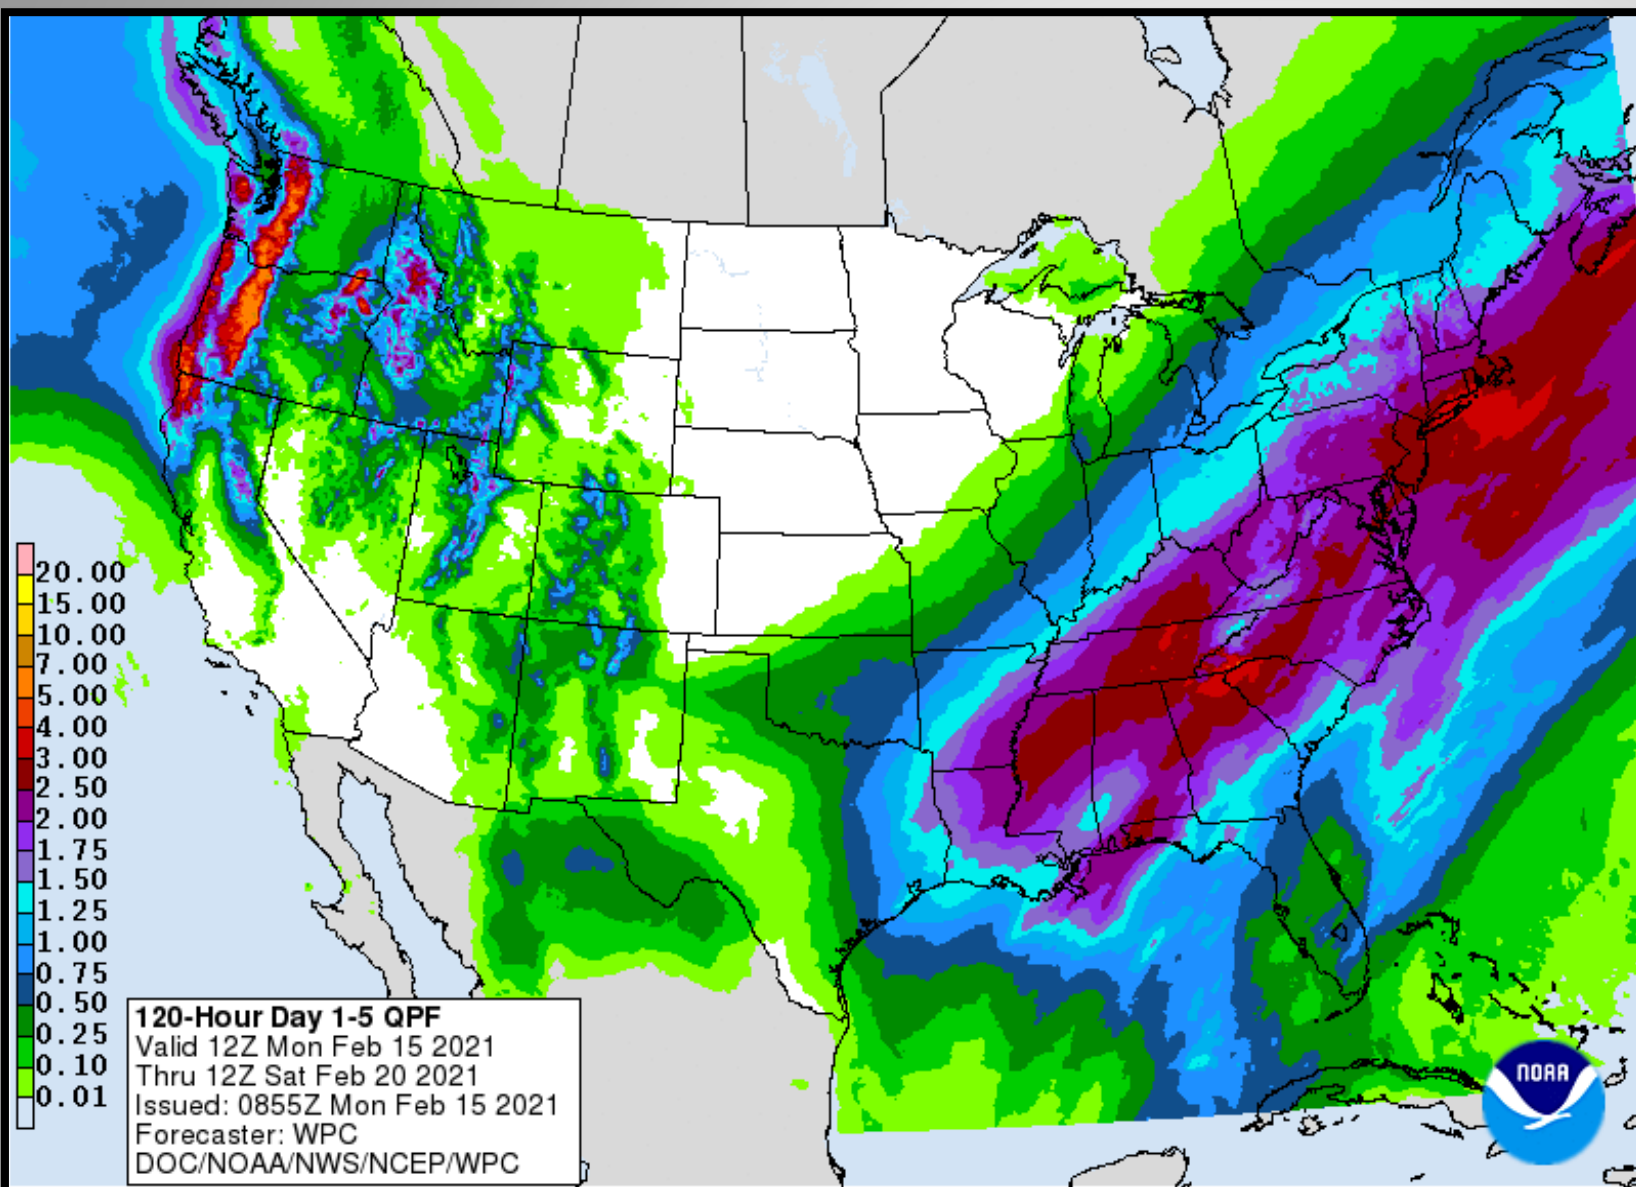 20.00
15.00
10.00
7.00
5.00
4.00
3.00
2.50
2.00
1.75
1.50
1.25
1.00
0.75
0.50
0.25
0.10
0.01
120-Hour Day 1-5 QPF
Valid 12Z Mon Feb 15 2021
Thru 12Z Sat Feb 20 2021
Issued: 0855Z Mon Feb 15 2021
Forecaster: WPC
DOC/NOAA/NWS/NCEP/WPC
NOAA